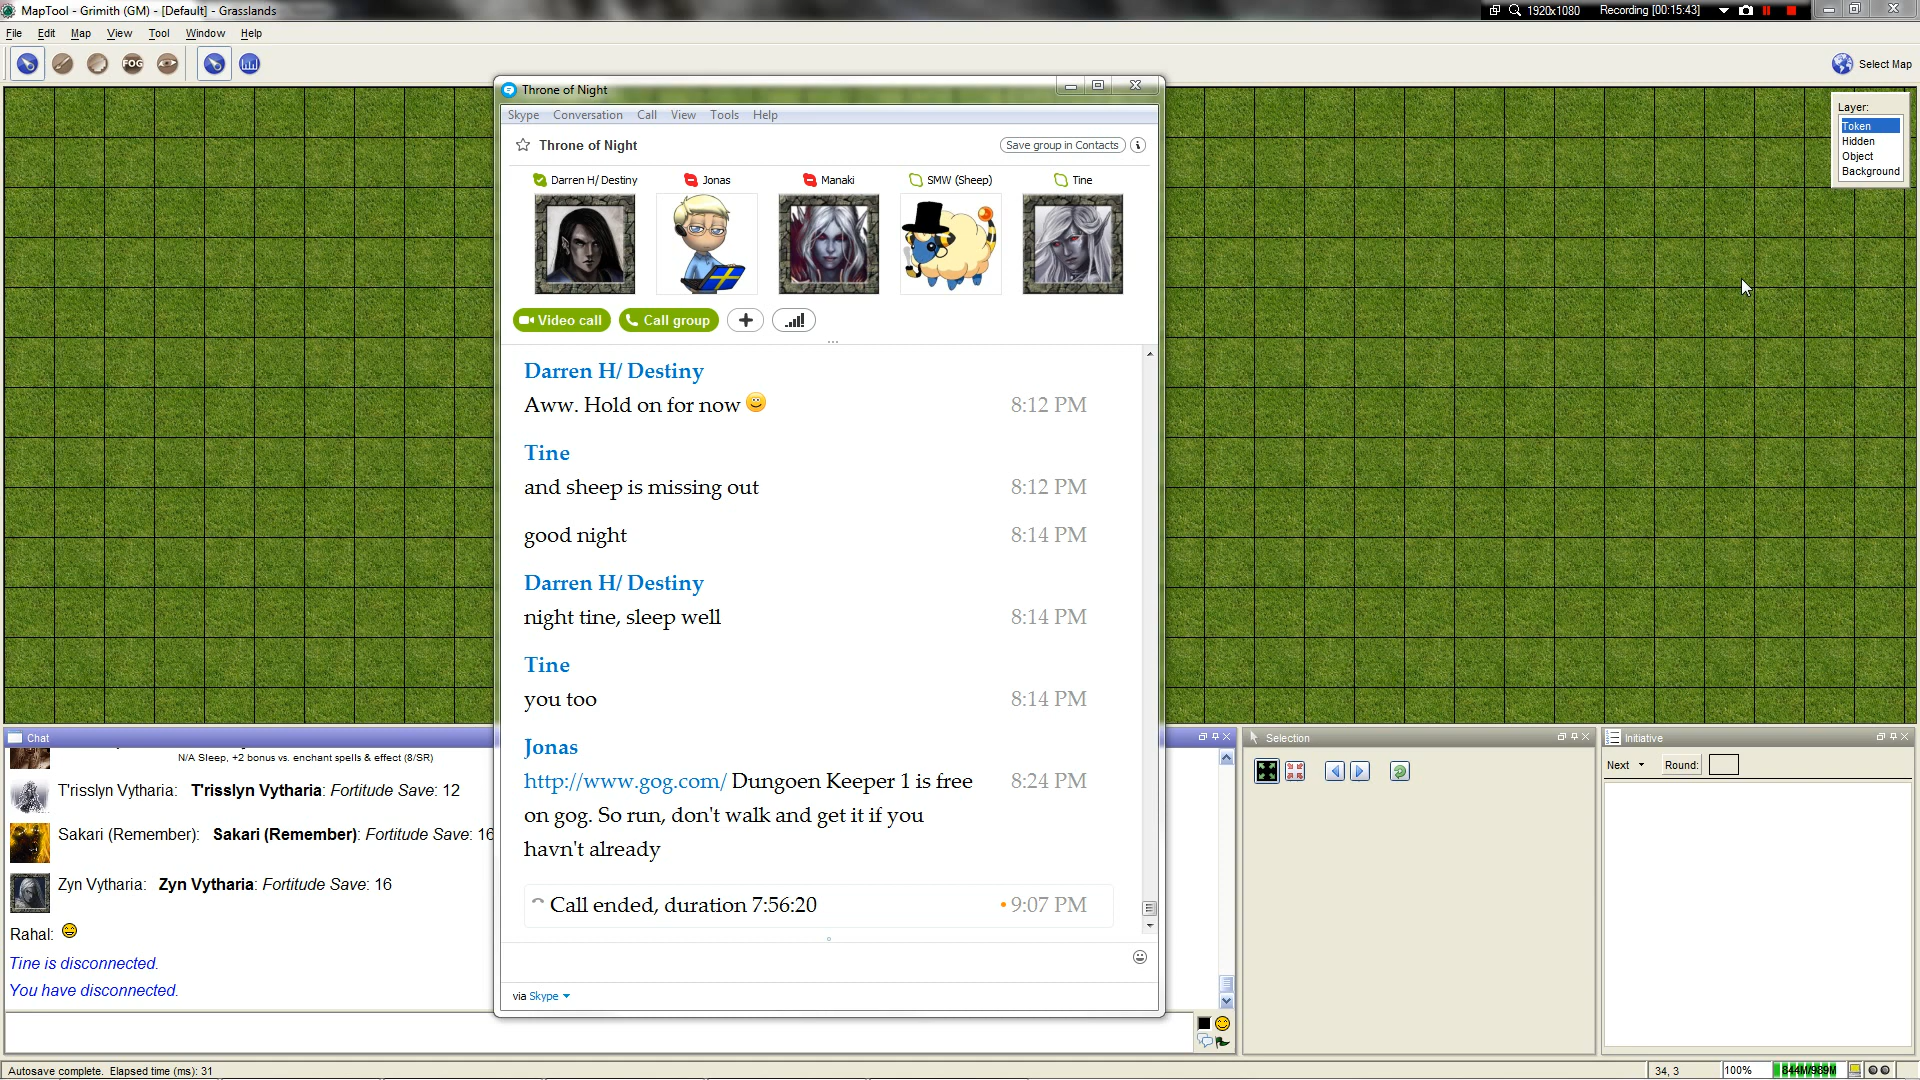 MapTool - Grimith (GM) - [Default] - Grasslands
1920x1080 Recording [00:15:43]
File Edit Map View Tool Window Help
FOG
Select Map
Throne of Night
Skype Conversation Call View Tools Help
Throne of Night
Save group in Contacts
Darren H/ Destiny Jonas Manaki SMW (Sheep) Tine
Video call Call group
Darren H/ Destiny
Aww. Hold on for now 8:12 PM
Tine
and sheep is missing out 8:12 PM
good night 8:14 PM
Darren H/ Destiny
night tine, sleep well 8:14 PM
Tine
you too 8:14 PM
Jonas
http://www.gog.com/ Dungoen Keeper 1 is free 8:24 PM
on gog. So run, don't walk and get it if you
havn't already
Call ended, duration 7:56:20 9:07 PM
via Skype
Layer:
Token
Hidden
Object
Background
Chat
N/A Sleep, +2 bonus vs. enchant spells & effect (8/SR)
T'risslyn Vytharia: T'risslyn Vytharia: Fortitude Save: 12
Sakari (Remember): Sakari (Remember): Fortitude Save: 16
Zyn Vytharia: Zyn Vytharia: Fortitude Save: 16
Rahal:
Tine is disconnected.
You have disconnected.
Selection
Initiative
Next Round:
Autosave complete. Elapsed time (ms): 31
34, 3 100% 844M/989M